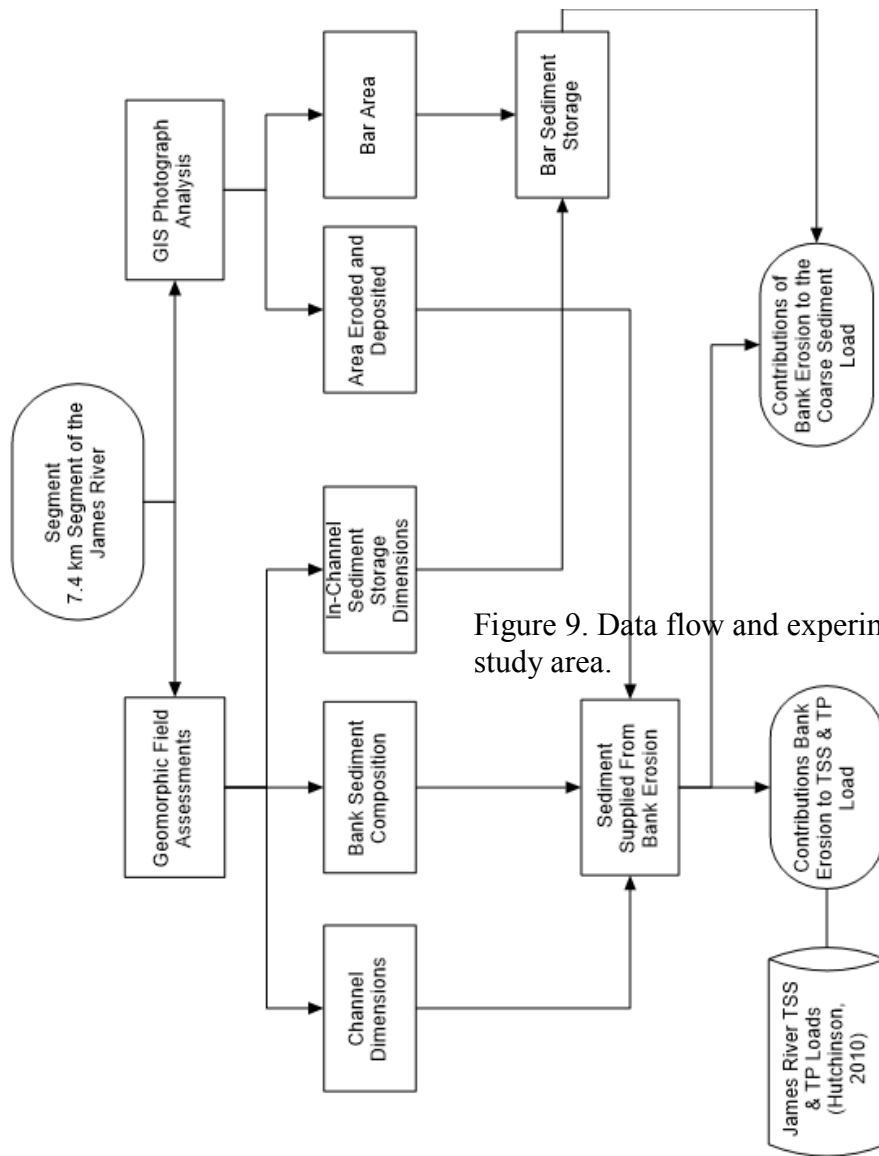 Segment
7.4 km Segment of the
James River
Geomorphic Field
Assessments
GIS Photograph
Analysis
Channel
Dimensions
Bank Sediment
Composition
In-Channel
Sediment
Storage
Dimensions
Area Eroded and
Deposited
Bar Area
Sediment
Supplied From
Bank Erosion
Bar Sediment
Storage
James River TSS
& TP Loads
(Hutchinson,
2010)
Contributions Bank
Erosion to TSS & TP
Load
Contributions of
Bank Erosion to the
Coarse Sediment
Load
Figure 9. Data flow and
study area.